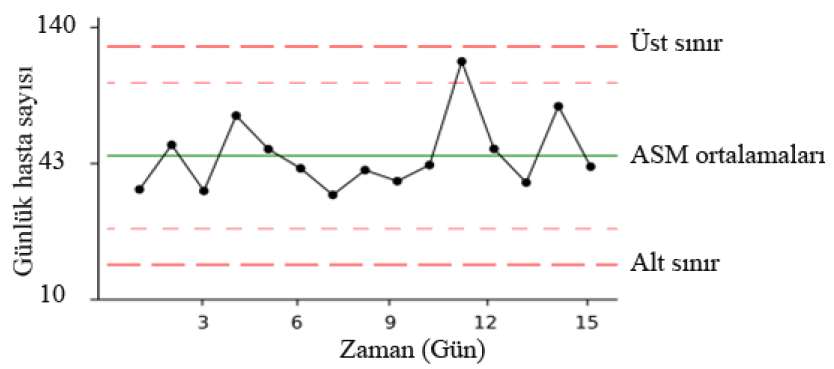 140
Üst sınır
Günlük hasta sayısı
43
ASM ortalamaları
Alt sınır
10
3 6 9 12 15
Zaman (Gün)